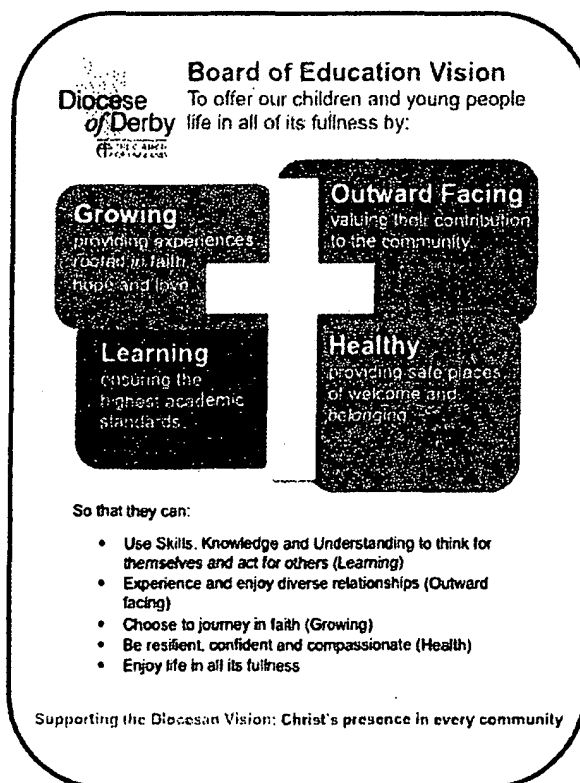 Board of Education Vision
To offer our children and young people
life in all of its fullness by:
Diocese
of Derby
THE CHURCH
OF ENGLAND
Growing
providing experiences
rooted in faith
hope and love
Outward Facing
valuing their contribution
to the community.
Learning
ensuring the
highest academic
standards.
Healthy
providing safe places
of welcome and
belonging
So that they can:
• Use Skills, Knowledge and Understanding to think for
themselves and act for others (Learning)
• Experience and enjoy diverse relationships (Outward
facing)
• Choose to journey in faith (Growing)
• Be resilient, confident and compassionate (Health)
• Enjoy life in all its fullness
Supporting the Diocesan Vision: Christ's presence in every community